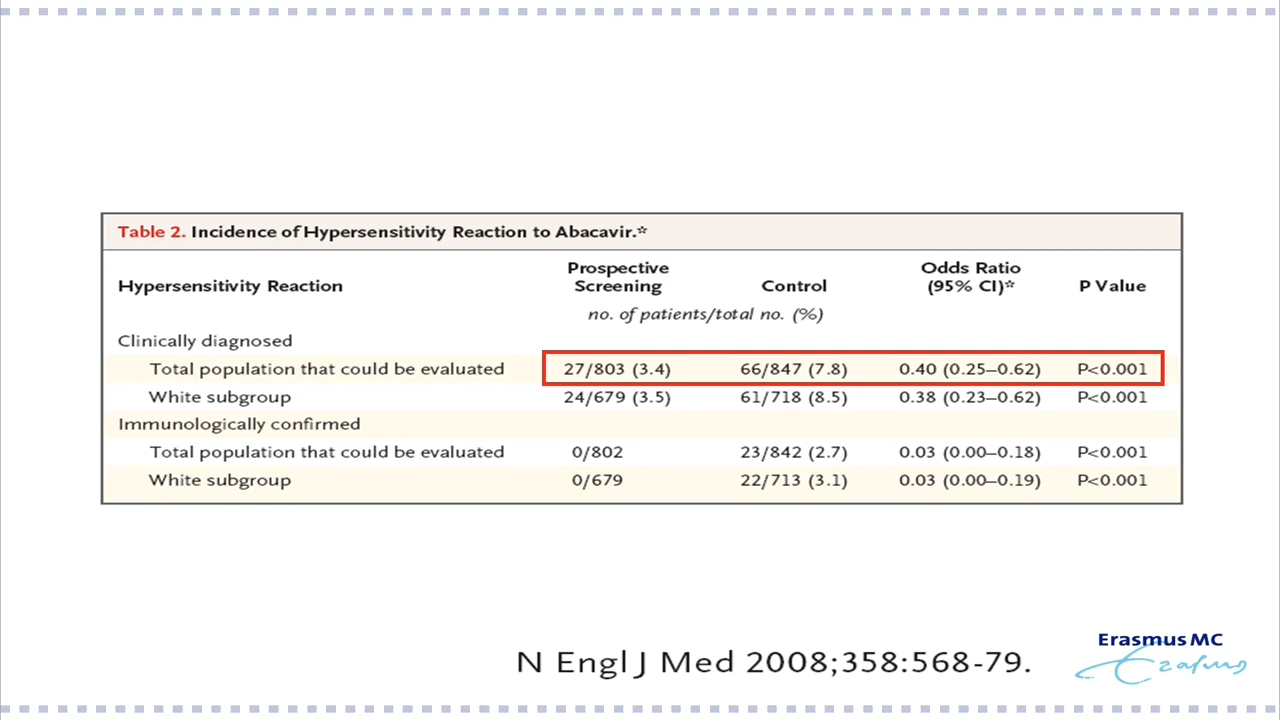 Table 2. Incidence of Hypersensitivity Reaction to Abacavir.*
Hypersensitivity Reaction Prospective Screening Control Odds Ratio (95% CI)* P Value
no. of patients/total no. (%)
Clinically diagnosed
Total population that could be evaluated 27/803 (3.4) 66/847 (7.8) 0.40 (0.25–0.62) P<0.001
White subgroup 24/679 (3.5) 61/718 (8.5) 0.38 (0.23–0.62) P<0.001
Immunologically confirmed
Total population that could be evaluated 0/802 23/842 (2.7) 0.03 (0.00–0.18) P<0.001
White subgroup 0/679 22/713 (3.1) 0.03 (0.00–0.19) P<0.001
N Engl J Med 2008;358:568-79.
Erasmus MC
Erasmus